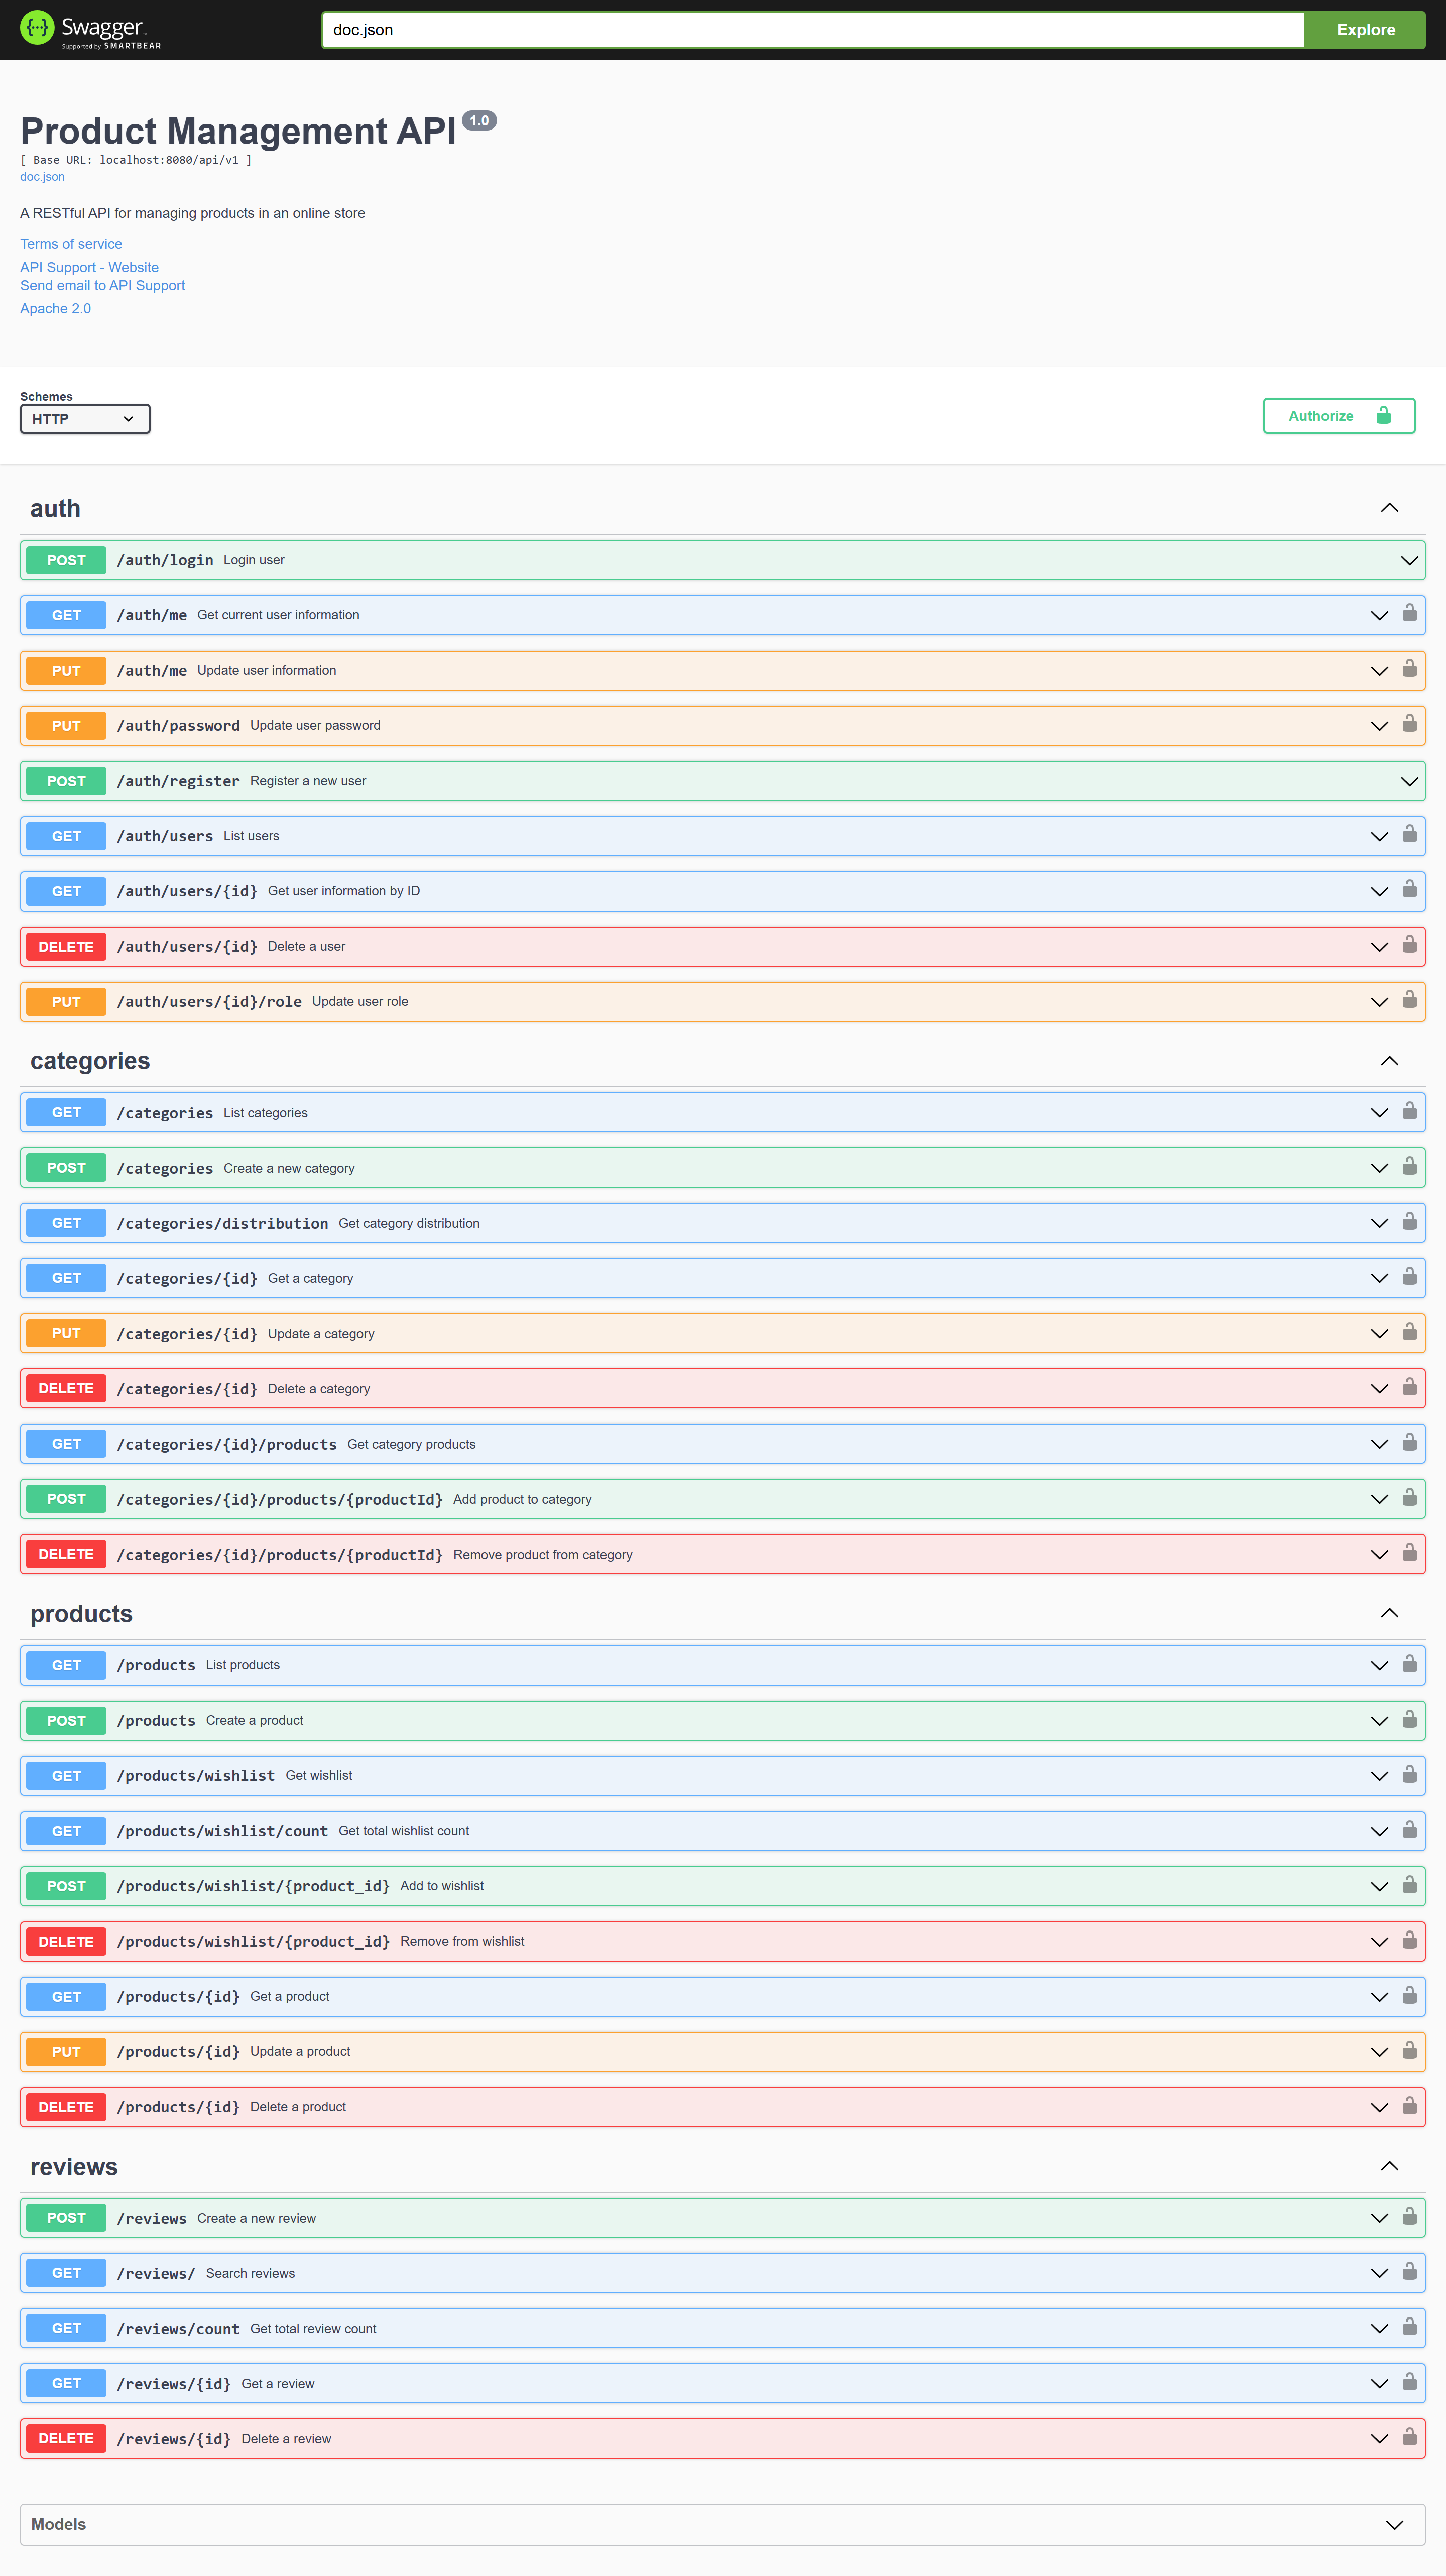 Swagger
Supported by SMARTBEAR
doc.json
Explore
Product Management API 1.0
[ Base URL: localhost:8080/api/v1 ]
doc.json
A RESTful API for managing products in an online store
Terms of service
API Support - Website
Send email to API Support
Apache 2.0
Schemes
HTTP
Authorize
auth
POST /auth/login Login user
GET /auth/me Get current user information
PUT /auth/me Update user information
PUT /auth/password Update user password
POST /auth/register Register a new user
GET /auth/users List users
GET /auth/users/{id} Get user information by ID
DELETE /auth/users/{id} Delete a user
PUT /auth/users/{id}/role Update user role
categories
GET /categories List categories
POST /categories Create a new category
GET /categories/distribution Get category distribution
GET /categories/{id} Get a category
PUT /categories/{id} Update a category
DELETE /categories/{id} Delete a category
GET /categories/{id}/products Get category products
POST /categories/{id}/products/{productId} Add product to category
DELETE /categories/{id}/products/{productId} Remove product from category
products
GET /products List products
POST /products Create a product
GET /products/wishlist Get wishlist
GET /products/wishlist/count Get total wishlist count
POST /products/wishlist/{product_id} Add to wishlist
DELETE /products/wishlist/{product_id} Remove from wishlist
GET /products/{id} Get a product
PUT /products/{id} Update a product
DELETE /products/{id} Delete a product
reviews
POST /reviews Create a new review
GET /reviews/ Search reviews
GET /reviews/count Get total review count
GET /reviews/{id} Get a review
DELETE /reviews/{id} Delete a review
Models